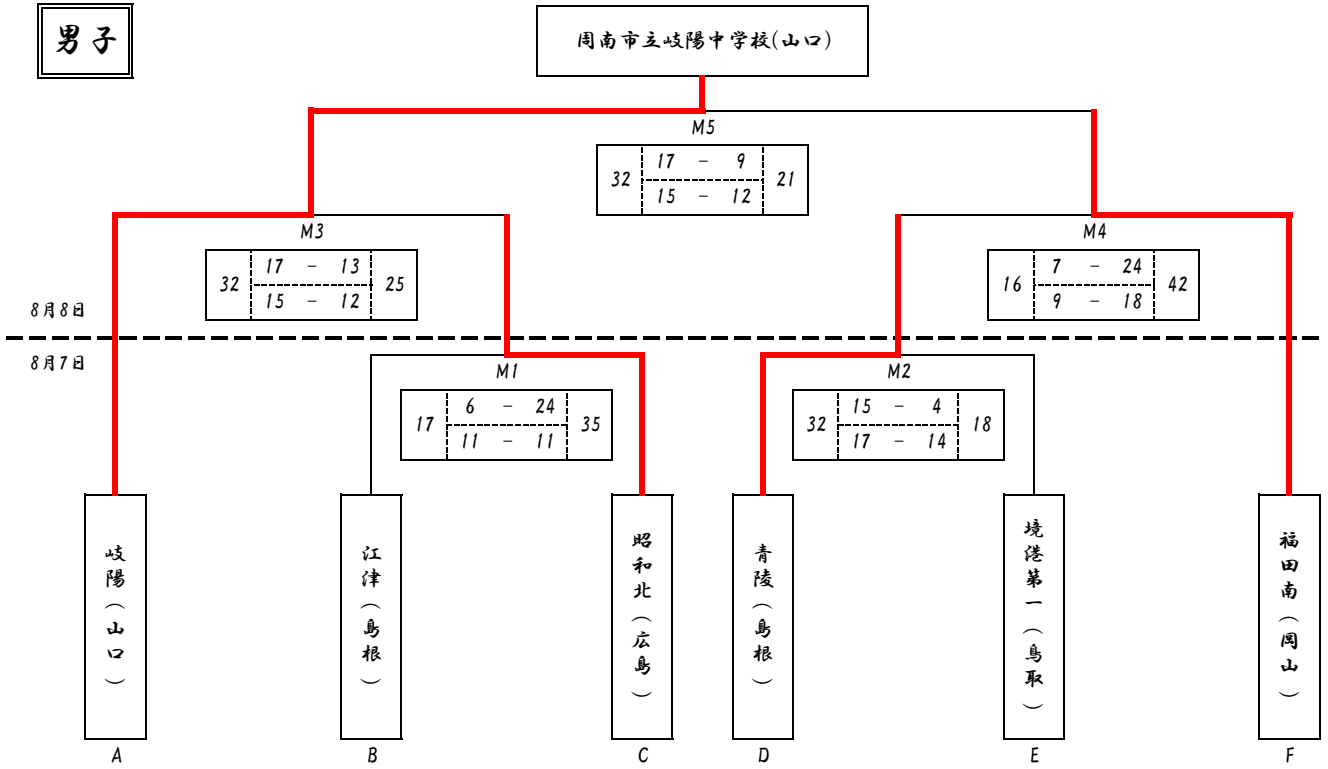 男子
周南市立岐陽中学校(山口)
M5
32 17 - 9 21
15 - 12
M3
32 17 - 13 25
15 - 12
M4
16 7 - 24 42
9 - 18
8月8日
8月7日
M1
17 6 - 24 35
11 - 11
M2
32 15 - 4 18
17 - 14
岐陽(山口)
江津(島根)
昭和北(広島)
青陵(島根)
境港第一(鳥取)
福田南(岡山)
A
B
C
D
E
F